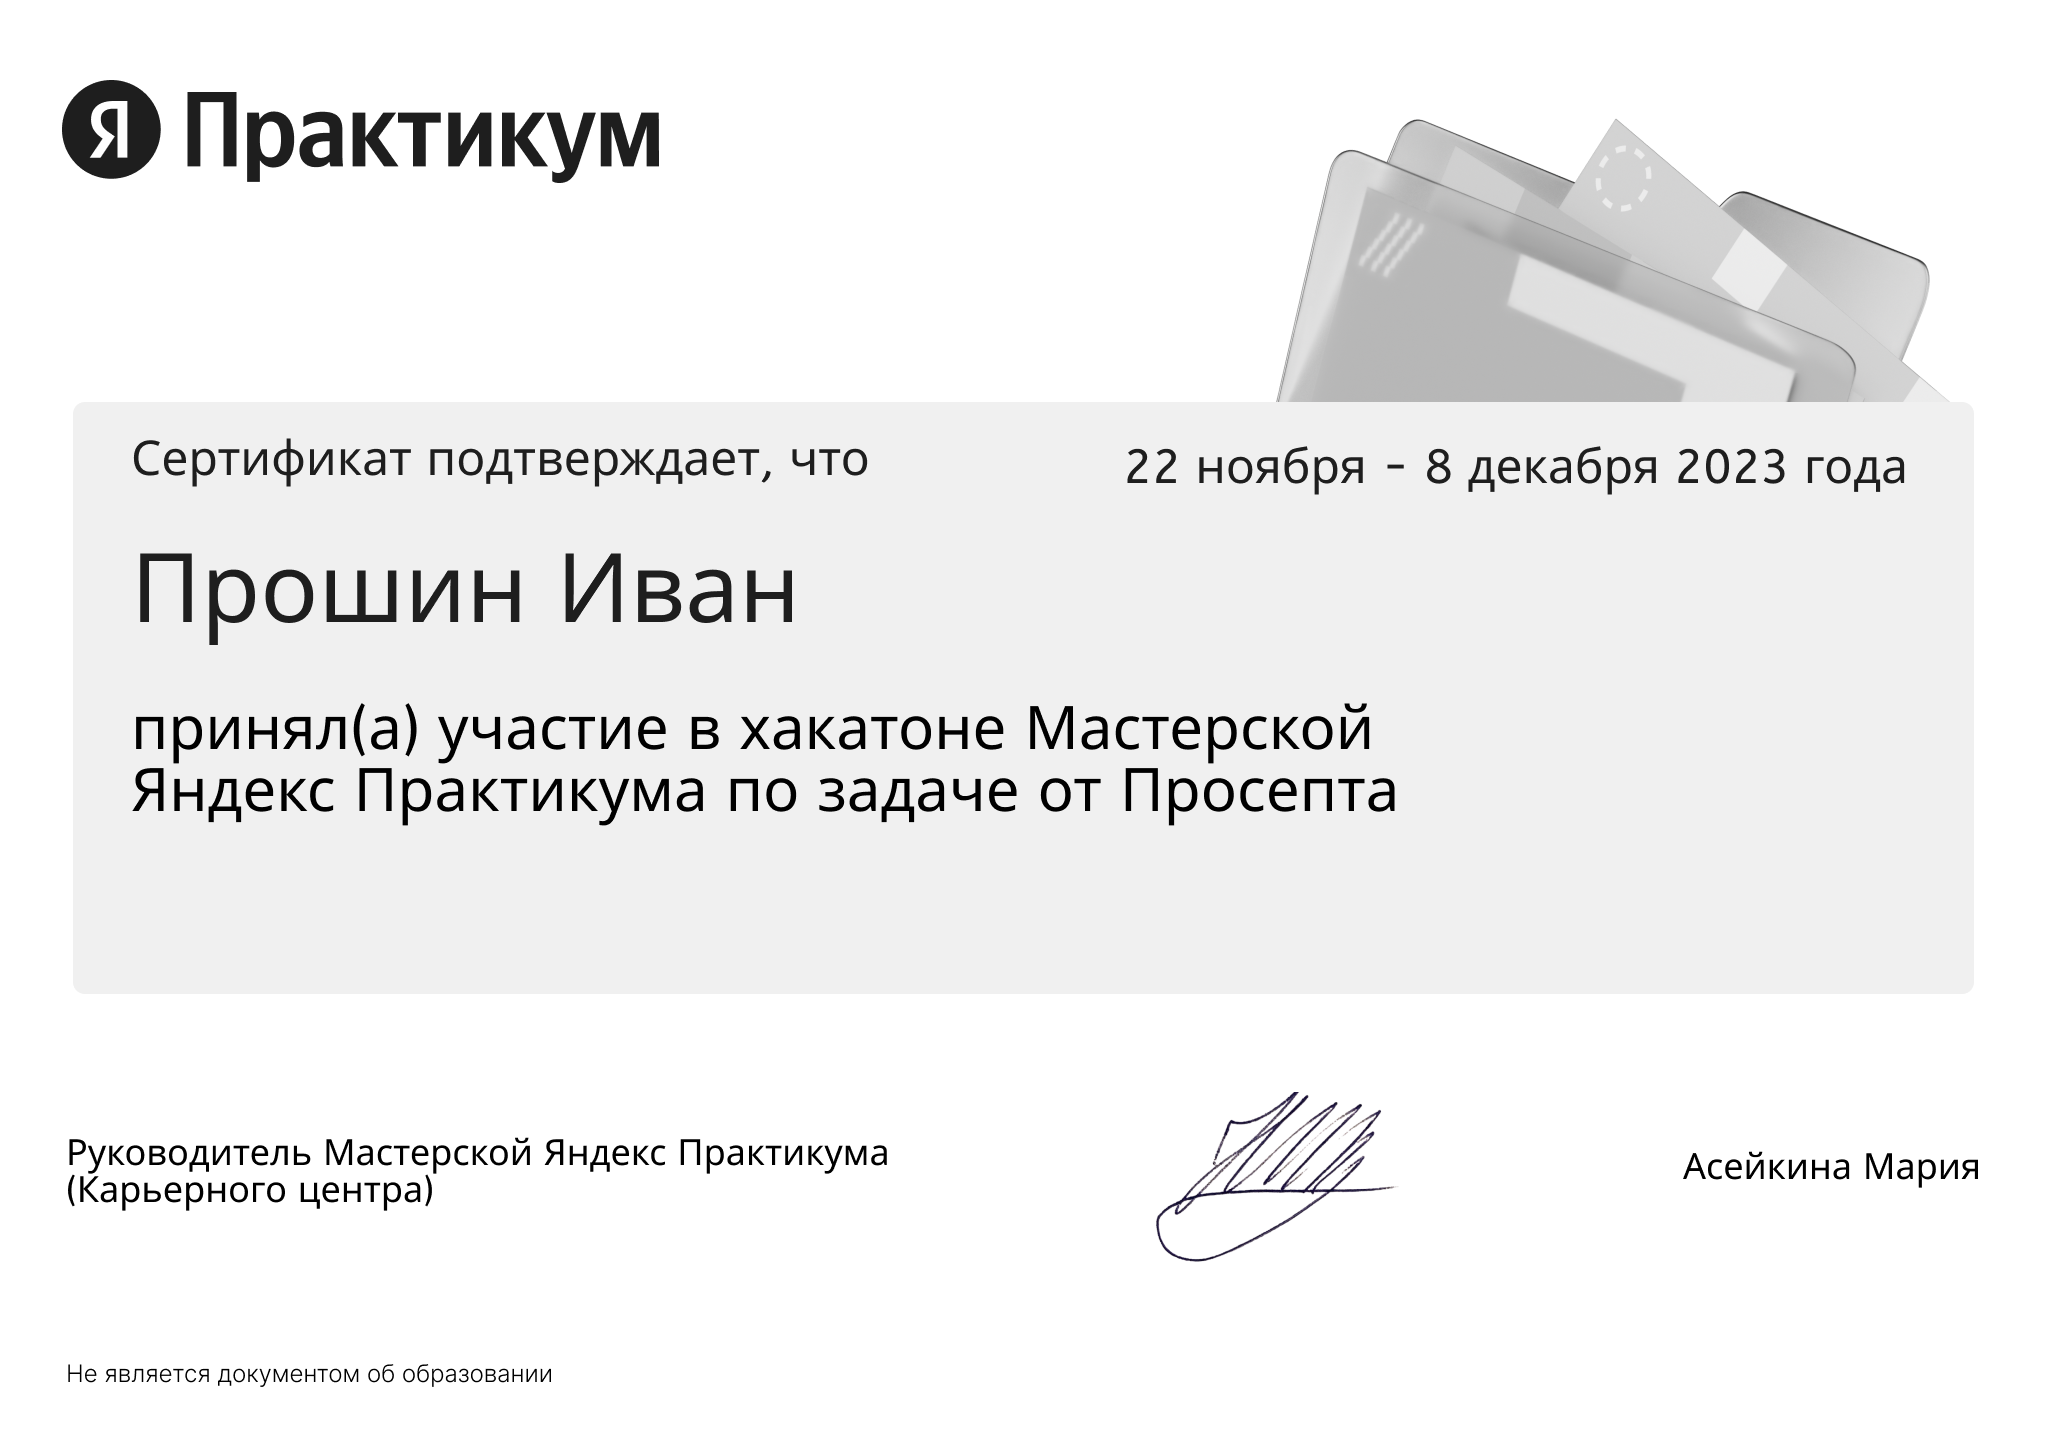 Я Практикум
Сертификат подтверждает, что
22 ноября - 8 декабря 2023 года
Прошин Иван
принял(а) участие в хакатоне Мастерской
Яндекс Практикума по задаче от Просепта
Руководитель Мастерской Яндекс Практикума
(Карьерного центра)
Асейкина Мария
Не является документом об образовании